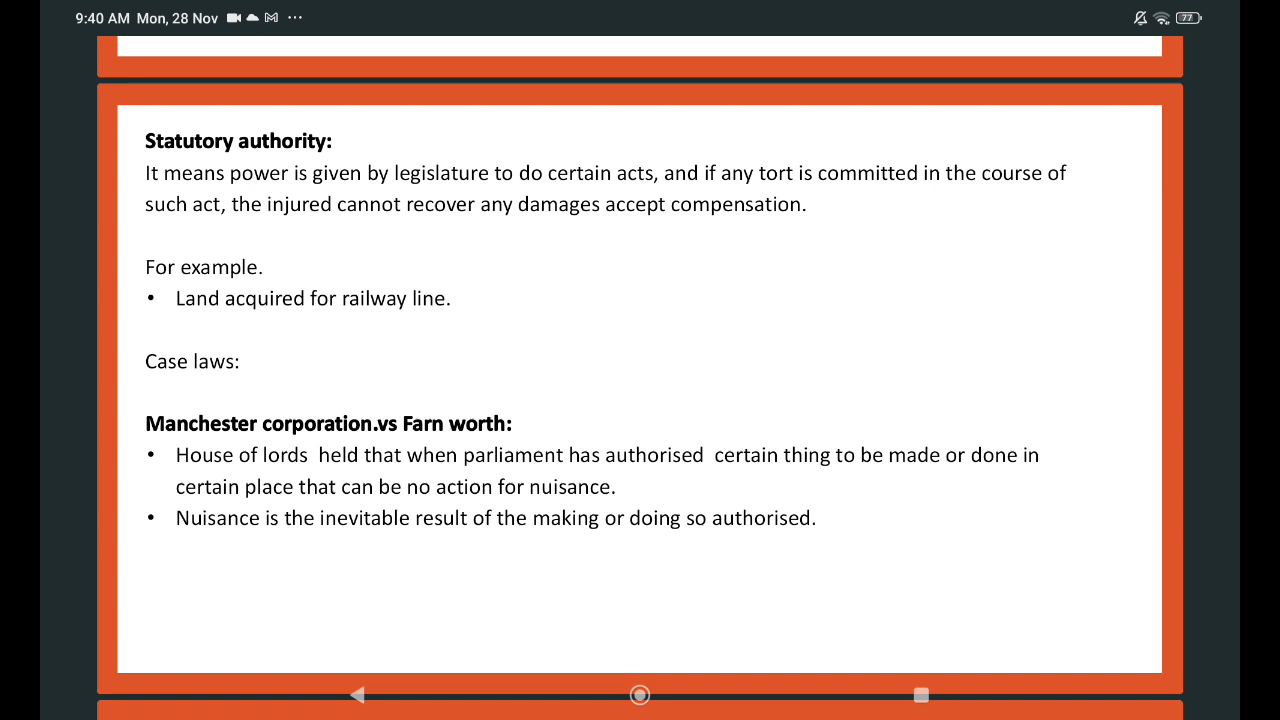 9:40 AM Mon, 28 Nov
77
Statutory authority:
It means power is given by legislature to do certain acts, and if any tort is committed in the course of
such act, the injured cannot recover any damages accept compensation.
For example.
• Land acquired for railway line.
Case laws:
Manchester corporation.vs Farn worth:
• House of lords  held that when parliament has authorised  certain thing to be made or done in
certain place that can be no action for nuisance.
• Nuisance is the inevitable result of the making or doing so authorised.